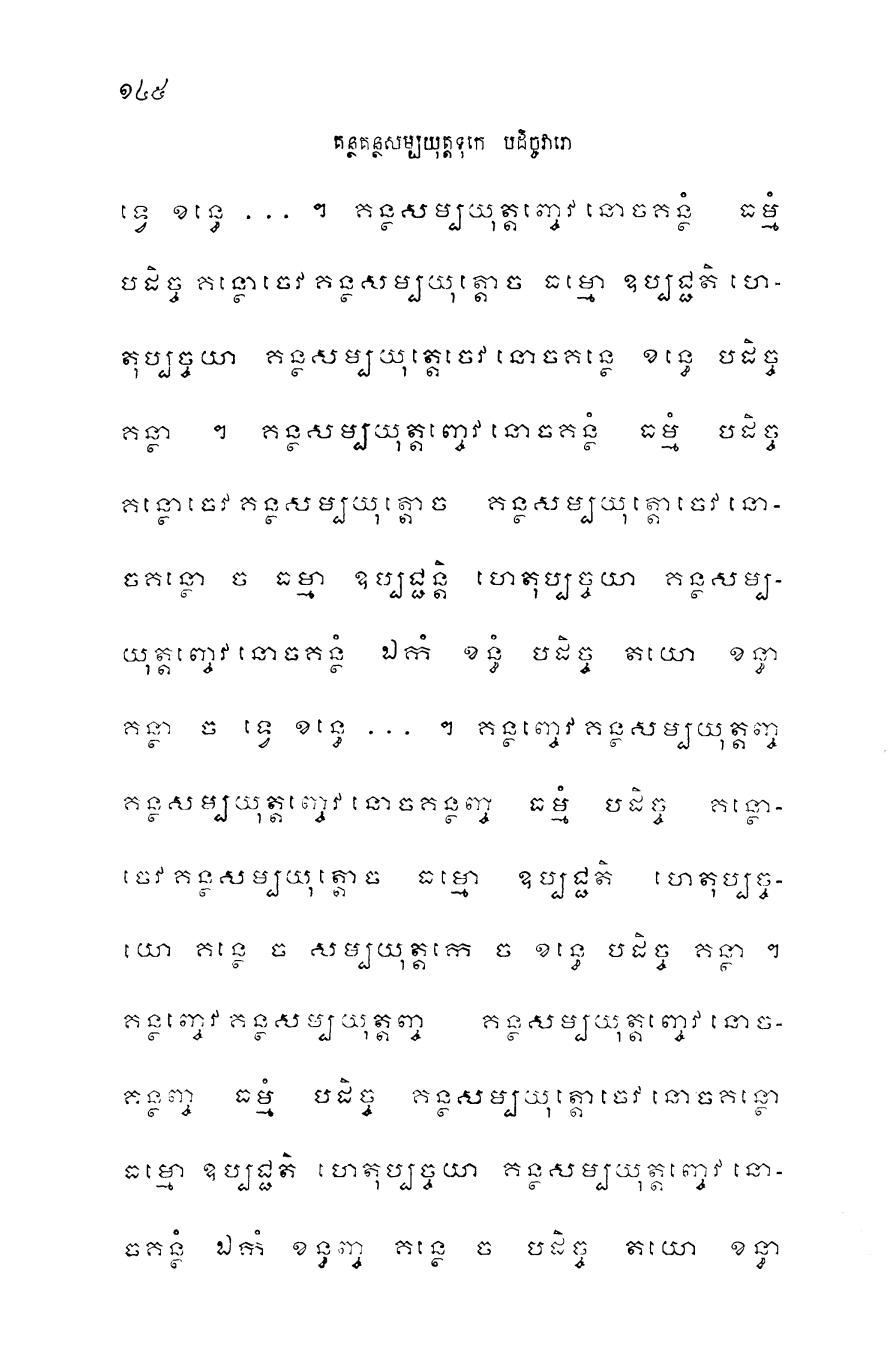 ១៤៥
គន្ថគន្ថសម្បយុត្តទុកេ បដិច្ចវារោ
ទ្វេ ខន្ធេ ... ។ គន្ថសម្បយុត្តញ្ចេវនោចគន្ថំ ធម្មំ
បដិច្ច គន្ថោចេវគន្ថសម្បយុត្តោច ធម្មោ ឧប្បជ្ជតិ ហេ-
តុប្បច្ចយា គន្ថសម្បយុត្តេចេវនោចគន្ថេ ខន្ធេ បដិច្ច
គន្ថា ។ គន្ថសម្បយុត្តញ្ចេវនោចគន្ថំ ធម្មំ បដិច្ច
គន្ថោចេវគន្ថសម្បយុត្តោច គន្ថសម្បយុត្តោចេវនោ-
ចគន្ថោ ច ធម្មា ឧប្បជ្ជន្តិ ហេតុប្បច្ចយា គន្ថសម្ប-
យុត្តញ្ចេវនោចគន្ថំ ឯកំ ខន្ធំ បដិច្ច តយោ ខន្ធា
គន្ថា ច ទ្វេ ខន្ធេ ... ។ គន្ថញ្ចេវគន្ថសម្បយុត្តញ្ច
គន្ថសម្បយុត្តញ្ចេវនោចគន្ថញ្ច ធម្មំ បដិច្ច គន្ថោ-
ចេវគន្ថសម្បយុត្តោច ធម្មោ ឧប្បជ្ជតិ ហេតុប្បច្ច-
យោ គន្ថេ ច សម្បយុត្តកេ ច ខន្ធេ បដិច្ច គន្ថា ។
គន្ថញ្ចេវគន្ថសម្បយុត្តញ្ច គន្ថសម្បយុត្តញ្ចេវនោច-
គន្ថញ្ច ធម្មំ បដិច្ច គន្ថសម្បយុត្តោចេវនោចគន្ថោ
ធម្មោ ឧប្បជ្ជតិ ហេតុប្បច្ចយា គន្ថសម្បយុត្តញ្ចេវនោ-
ចគន្ថំ ឯកំ ខន្ធញ្ច គន្ថេ ច បដិច្ច តយោ ខន្ធា